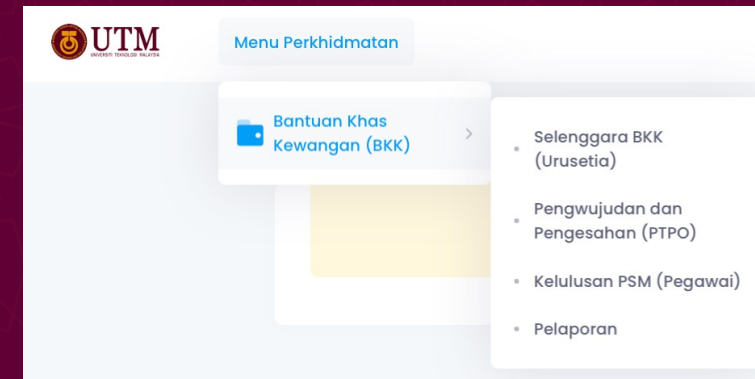 UTM
UNIVERSITI TEKNOLOGI MALAYSIA
Menu Perkhidmatan
Bantuan Khas
Kewangan (BKK)
Selenggara BKK
(Urusetia)
Pengwujudan dan
Pengesahan (PTPO)
Kelulusan PSM (Pegawai)
Pelaporan